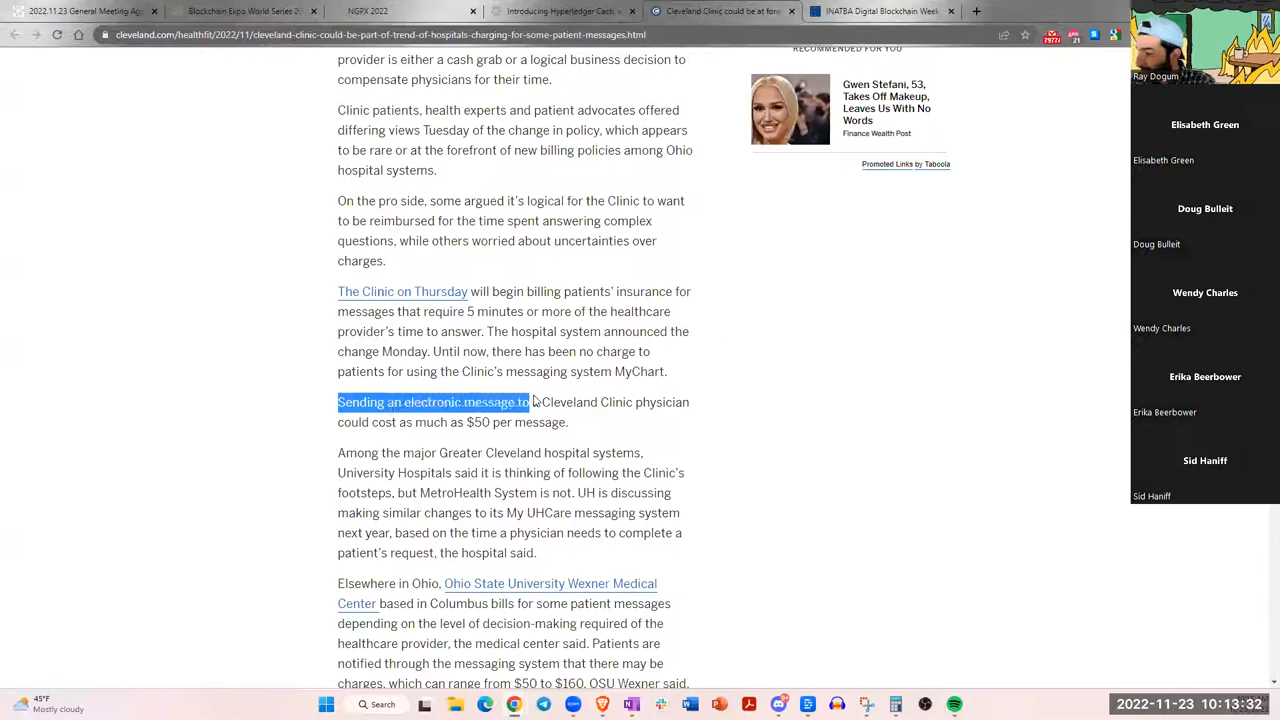 2022.11.23 General Meeting Age
Blockchain Expo World Series 20
NGPX 2022
Introducing Hyperledger Cactu
Cleveland Clinic could be part of
INATBA Blockchain Deep Week
cleveland.com/healthfit/2022/11/cleveland-clinic-could-be-part-of-trend-of-hospitals-charging-for-some-patient-messages.html
21
provider is either a cash grab or a logical business decision to
compensate physicians for their time.
Clinic patients, health experts and patient advocates offered
differing views Tuesday of the change in policy, which appears
to be rare or at the forefront of new billing policies among Ohio
hospital systems.
On the pro side, some argued it's logical for the Clinic to want
to be reimbursed for the time spent answering complex
questions, while others worried about uncertainties over
charges.
The Clinic on Thursday will begin billing patients' insurance for
messages that require 5 minutes or more of the healthcare
provider's time to answer. The hospital system announced the
change Monday. Until now, there has been no charge to
patients for using the Clinic's messaging system MyChart.
Sending an electronic message to Cleveland Clinic physician
could cost as much as $50 per message.
Among the major Greater Cleveland hospital systems,
University Hospitals said it is thinking of following the Clinic's
footsteps, but MetroHealth System is not. UH is discussing
making similar changes to its My UHCare messaging system
next year, based on the time a physician needs to complete a
patient's request, the hospital said.
Elsewhere in Ohio, Ohio State University Wexner Medical
Center based in Columbus bills for some patient messages
depending on the level of decision-making required of the
healthcare provider, the medical center said. Patients are
notified through the messaging system that there may be
charges, which can range from $50 to $160, OSU Wexner said.
RECOMMENDED FOR YOU
Gwen Stefani, 53,
Takes Off Makeup,
Leaves Us With No
Words
Finance Wealth Post
Promoted Links by Taboola
Ray Dogum
Elisabeth Green
Elisabeth Green
Doug Bulleit
Doug Bulleit
Wendy Charles
Wendy Charles
Erika Beerbower
Erika Beerbower
Sid Haniff
Sid Haniff
45°F
Mostly cloudy
Search
2022-11-23 10:13:32